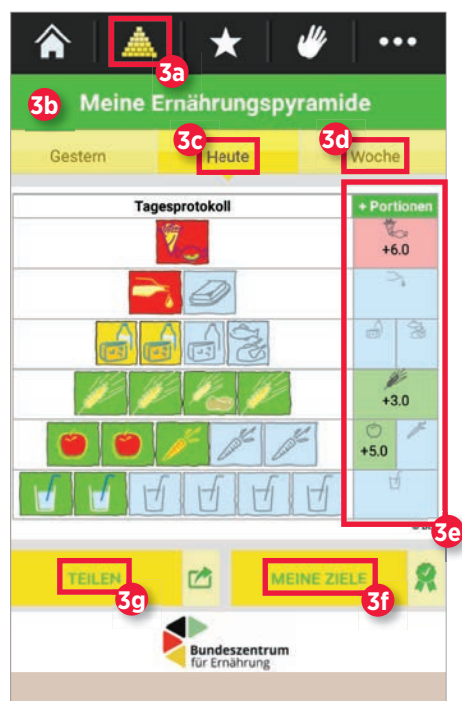 3a
3b Meine Ernährungspyramide
3c 3d
Gestern Heute Woche
Tagesprotokoll + Portionen
+6.0
+3.0
+5.0
3e
TEILEN MEINE ZIELE
3g 3f
Bundeszentrum
für Ernährung